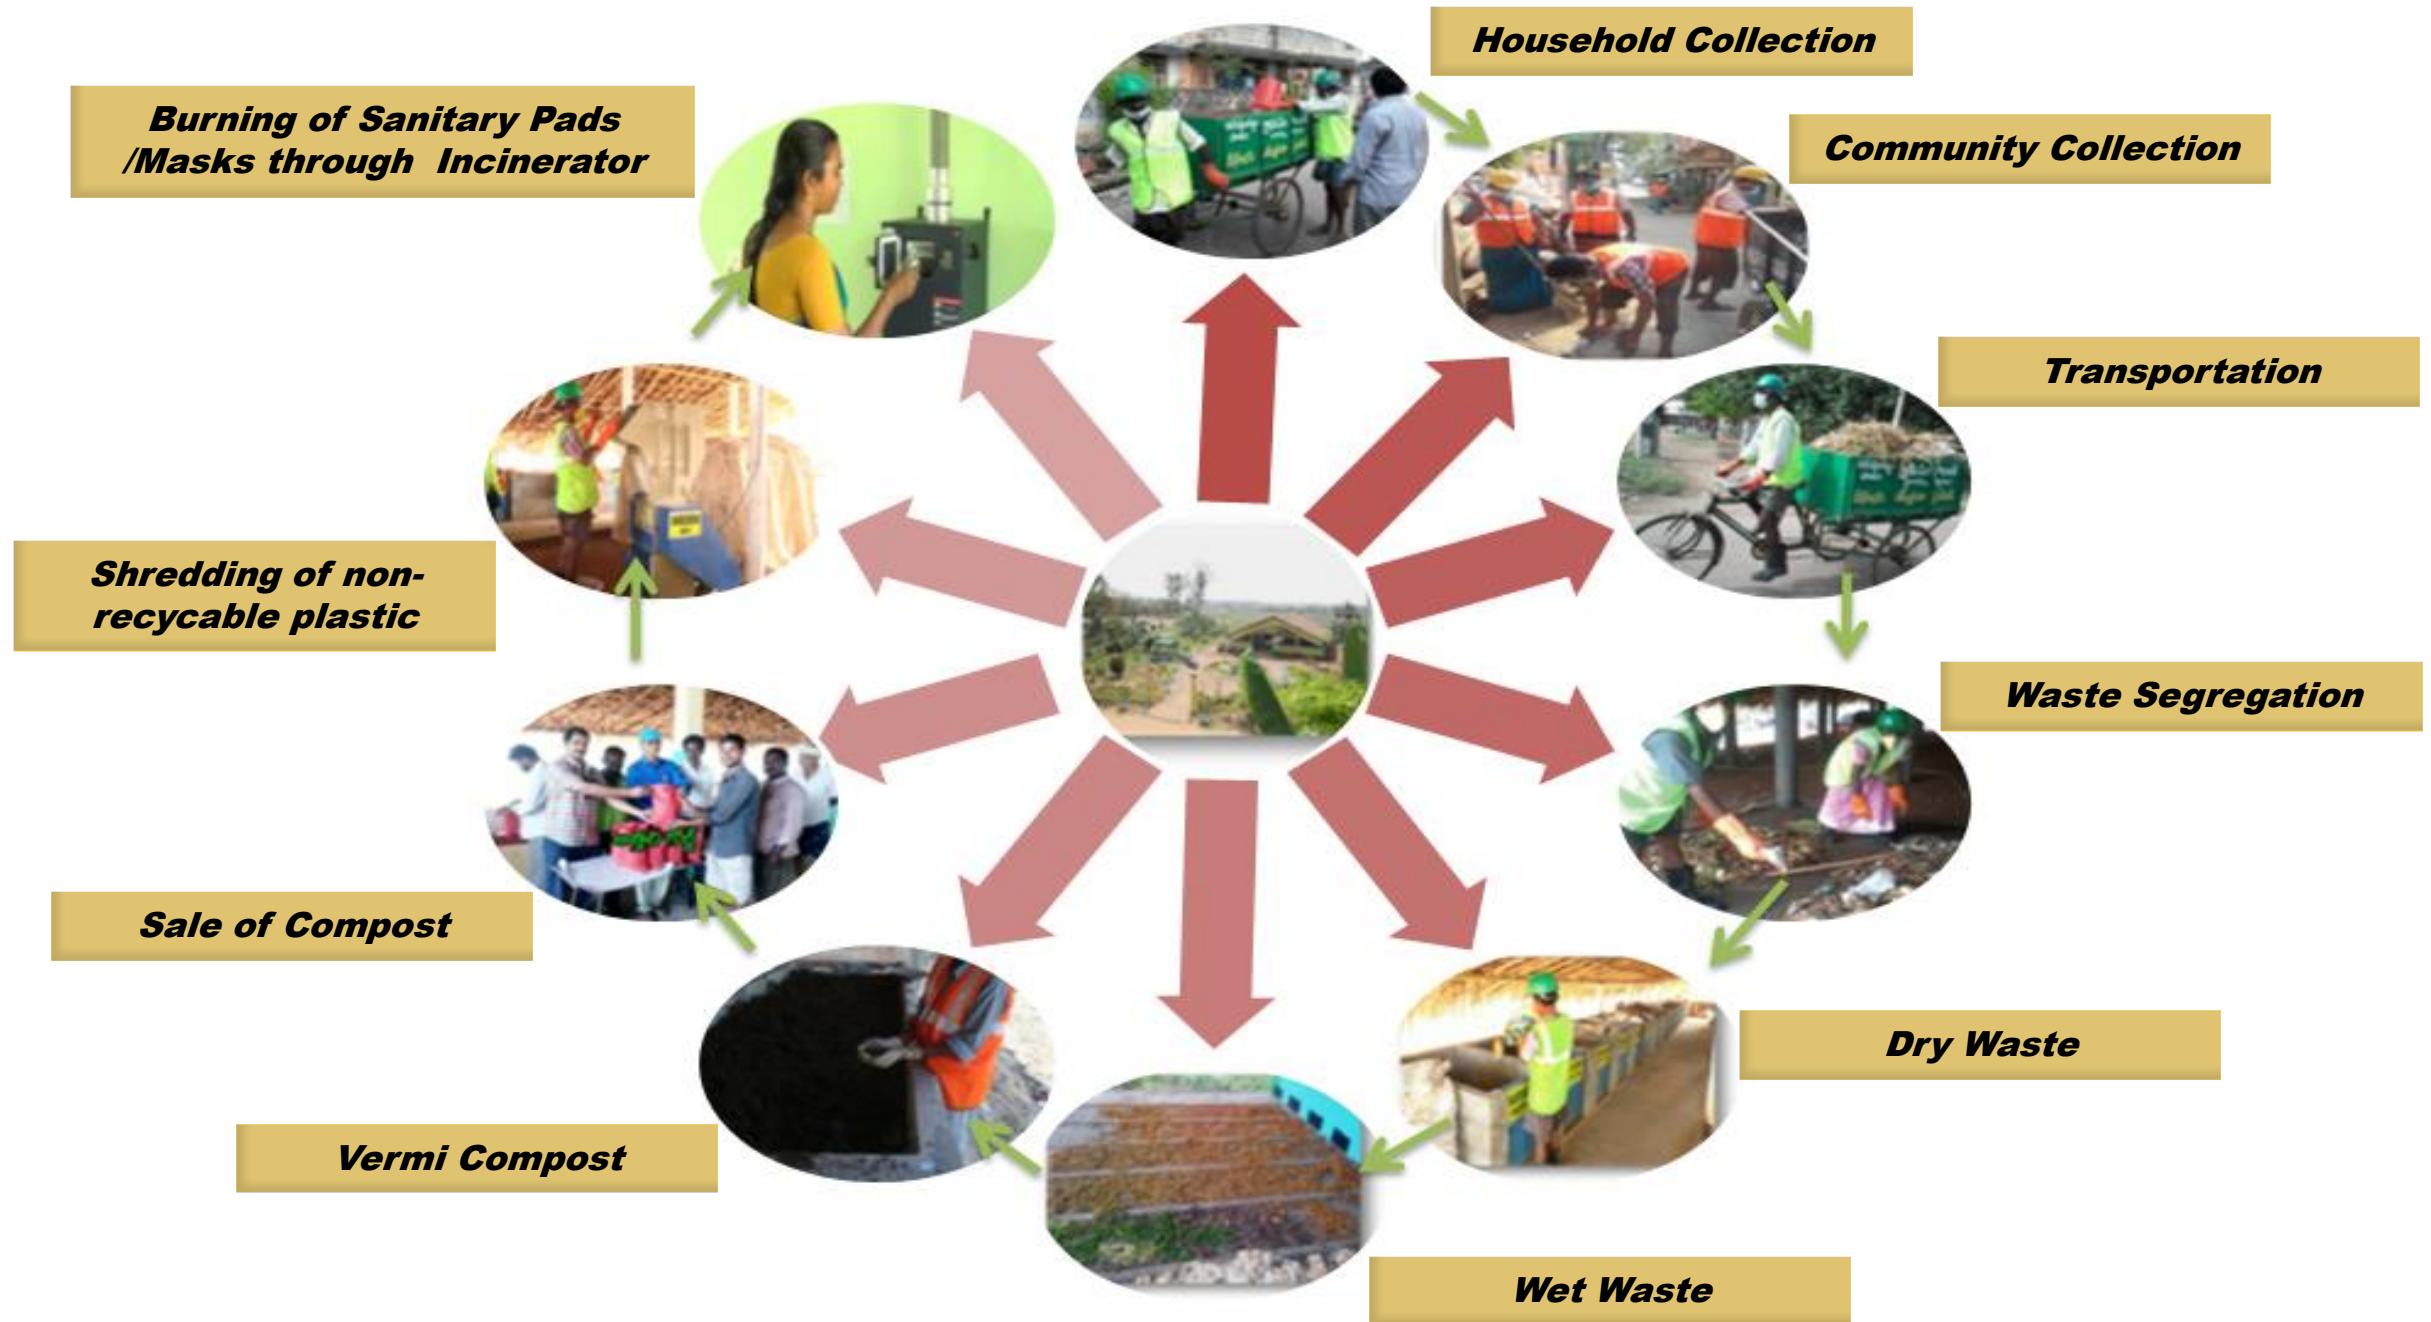 Household Collection
Community Collection
Transportation
Waste Segregation
Dry Waste
Wet Waste
Vermi Compost
Sale of Compost
Shredding of non-
recycable plastic
Burning of Sanitary Pads
/Masks through  Incinerator